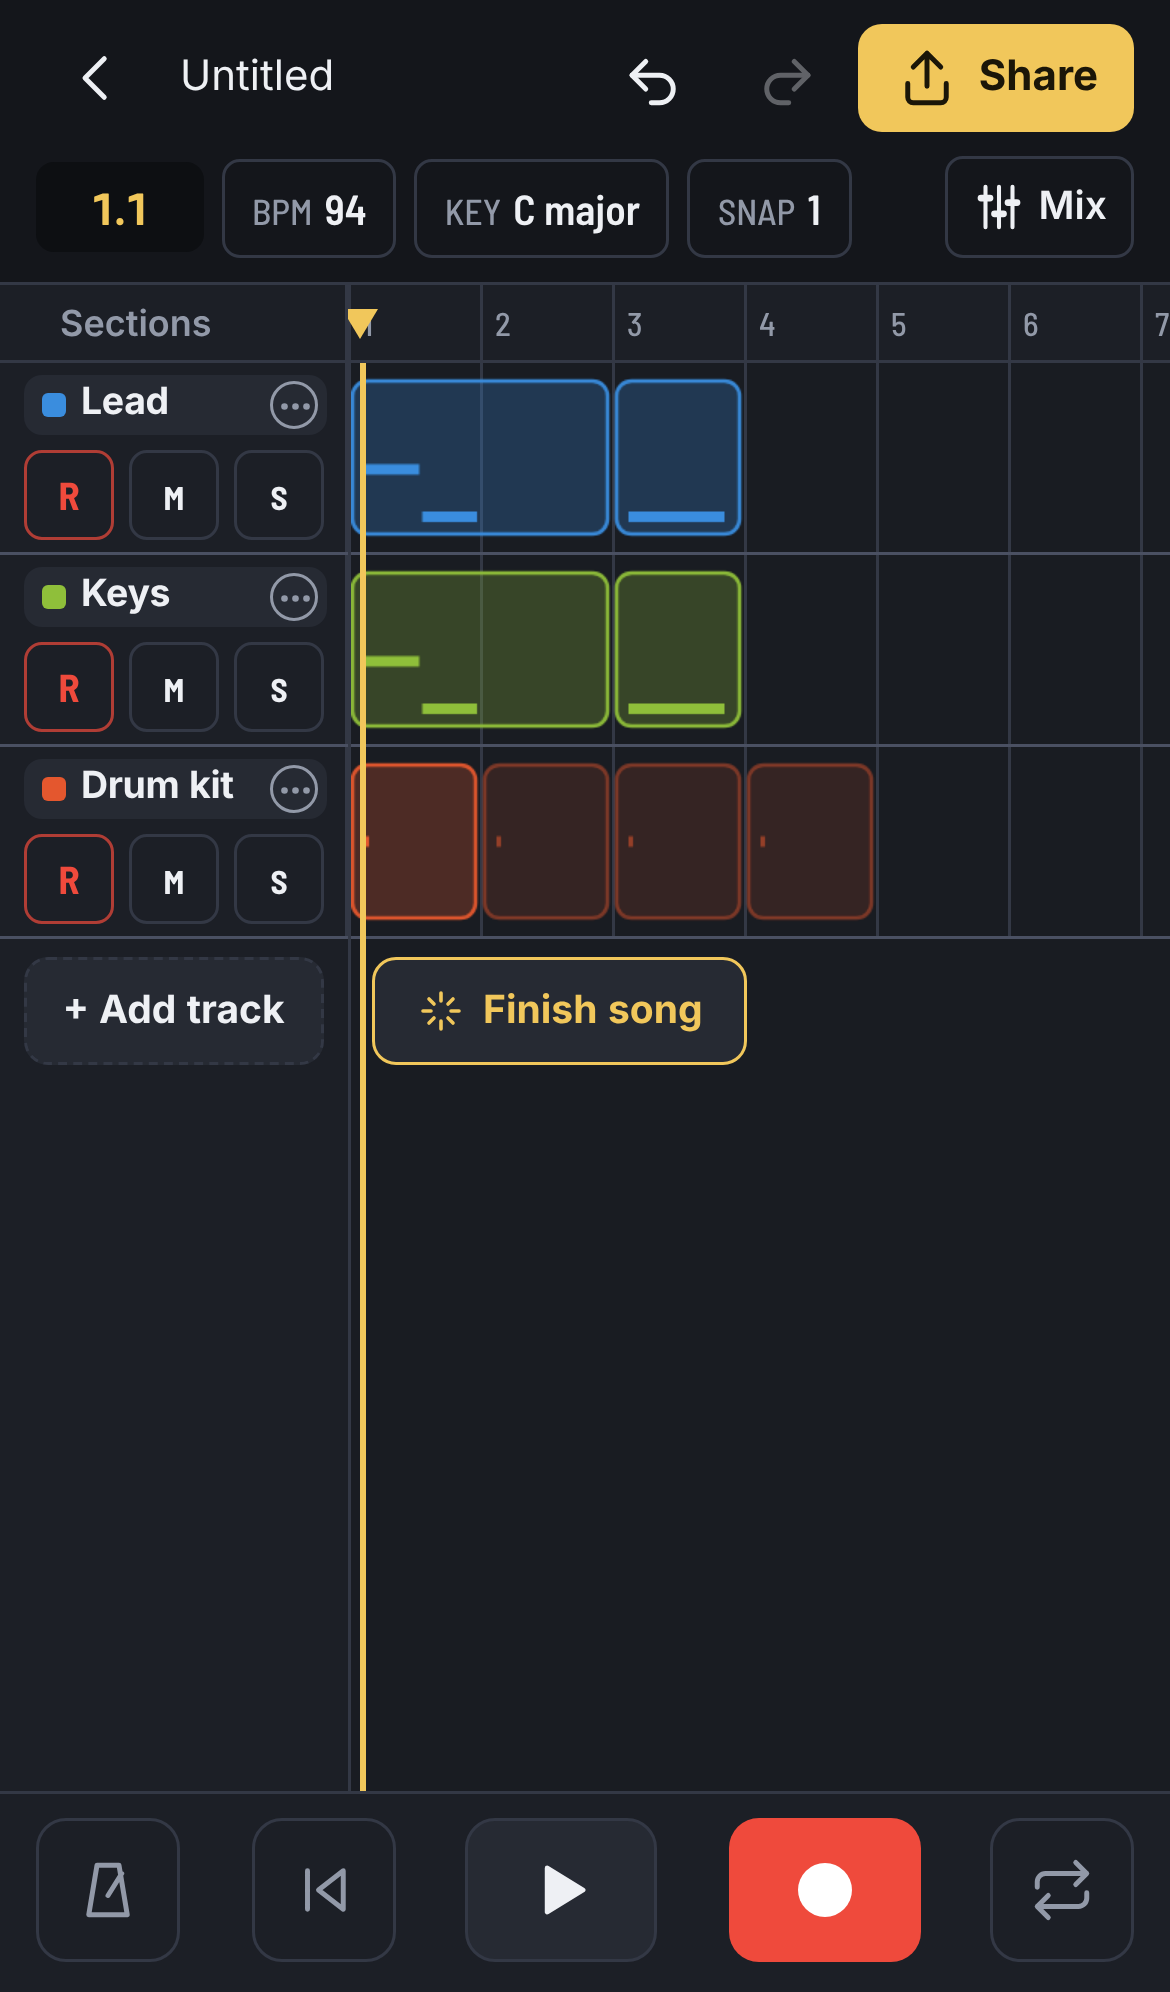 Untitled
Share
1.1
BPM 94
KEY C major
SNAP 1
Mix
Sections
2 3 4 5 6 7
Lead
R M S
Keys
R M S
Drum kit
R M S
+ Add track
Finish song